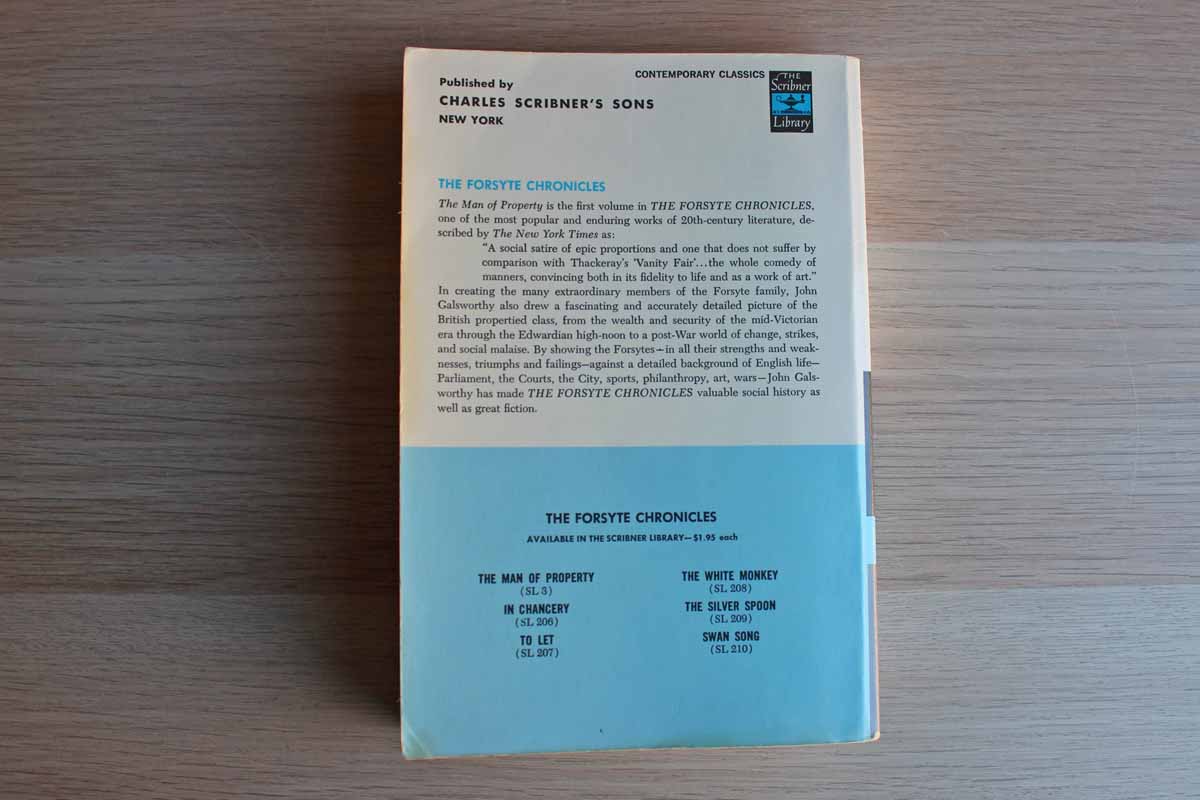 Published by
CHARLES SCRIBNER'S SONS
NEW YORK
CONTEMPORARY CLASSICS
THE
Scribner
Library
THE FORSYTE CHRONICLES
The Man of Property is the first volume in THE FORSYTE CHRONICLES,
one of the most popular and enduring works of 20th-century literature, de-
scribed by The New York Times as:
"A social satire of epic proportions and one that does not suffer by
comparison with Thackeray's 'Vanity Fair'...the whole comedy of
manners, convincing both in its fidelity to life and as a work of art."
In creating the many extraordinary members of the Forsyte family, John
Galsworthy also drew a fascinating and accurately detailed picture of the
British propertied class, from the wealth and security of the mid-Victorian
era through the Edwardian high-noon to a post-War world of change, strikes,
and social malaise. By showing the Forsytes—in all their strengths and weak-
nesses, triumphs and failings—against a detailed background of English life—
Parliament, the Courts, the City, sports, philanthropy, art, wars—John Gals-
worthy has made THE FORSYTE CHRONICLES valuable social history as
well as great fiction.
THE FORSYTE CHRONICLES
AVAILABLE IN THE SCRIBNER LIBRARY—$1.95 each
THE MAN OF PROPERTY
(SL 3)
IN CHANCERY
(SL 206)
TO LET
(SL 207)
THE WHITE MONKEY
(SL 208)
THE SILVER SPOON
(SL 209)
SWAN SONG
(SL 210)